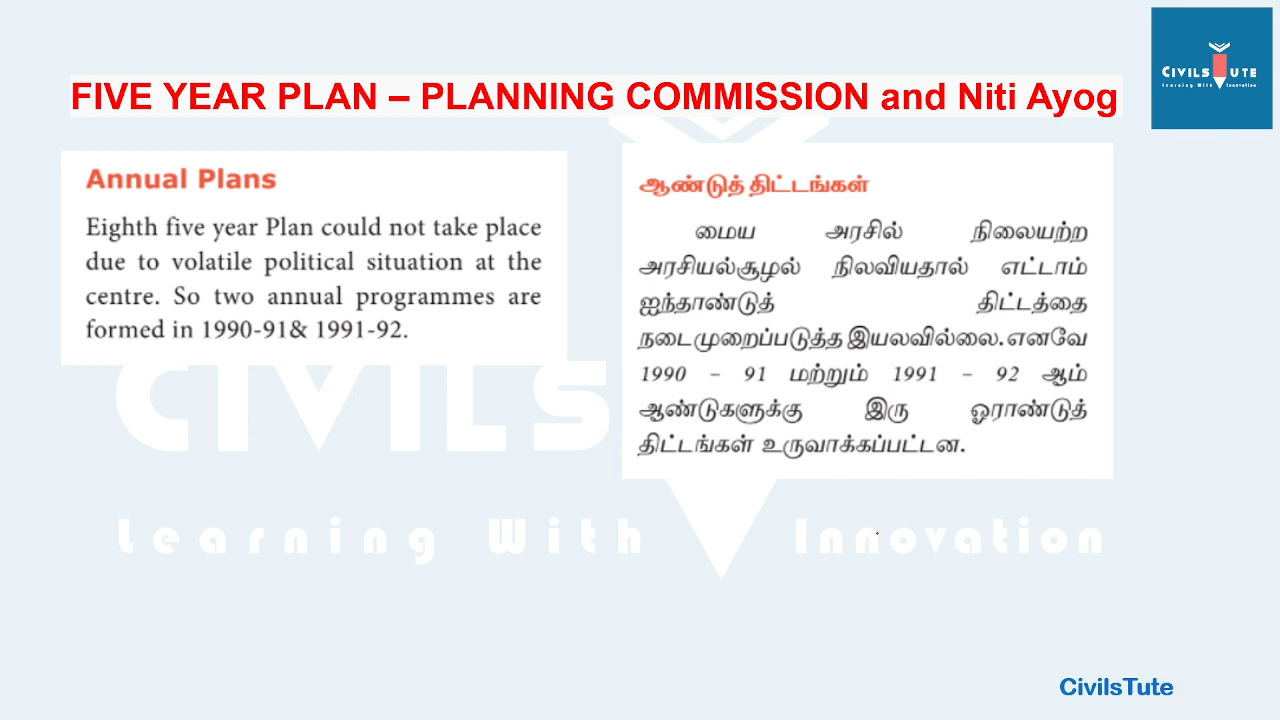 FIVE YEAR PLAN – PLANNING COMMISSION and Niti Ayog
CIVILS UTE
Learning With Innovation
Annual Plans
Eighth five year Plan could not take place
due to volatile political situation at the
centre. So two annual programmes are
formed in 1990-91& 1991-92.
ஆண்டுத் திட்டங்கள்
மைய அரசில் நிலையற்ற
அரசியல்சூழல் நிலவியதால் எட்டாம்
ஐந்தாண்டுத் திட்டத்தை
நடைமுறைப்படுத்த இயலவில்லை.எனவே
1990 – 91 மற்றும் 1991 – 92 ஆம்
ஆண்டுகளுக்கு இரு ஓராண்டுத்
திட்டங்கள் உருவாக்கப்பட்டன.
CIVILS
Learning With Innovation
CivilsTute